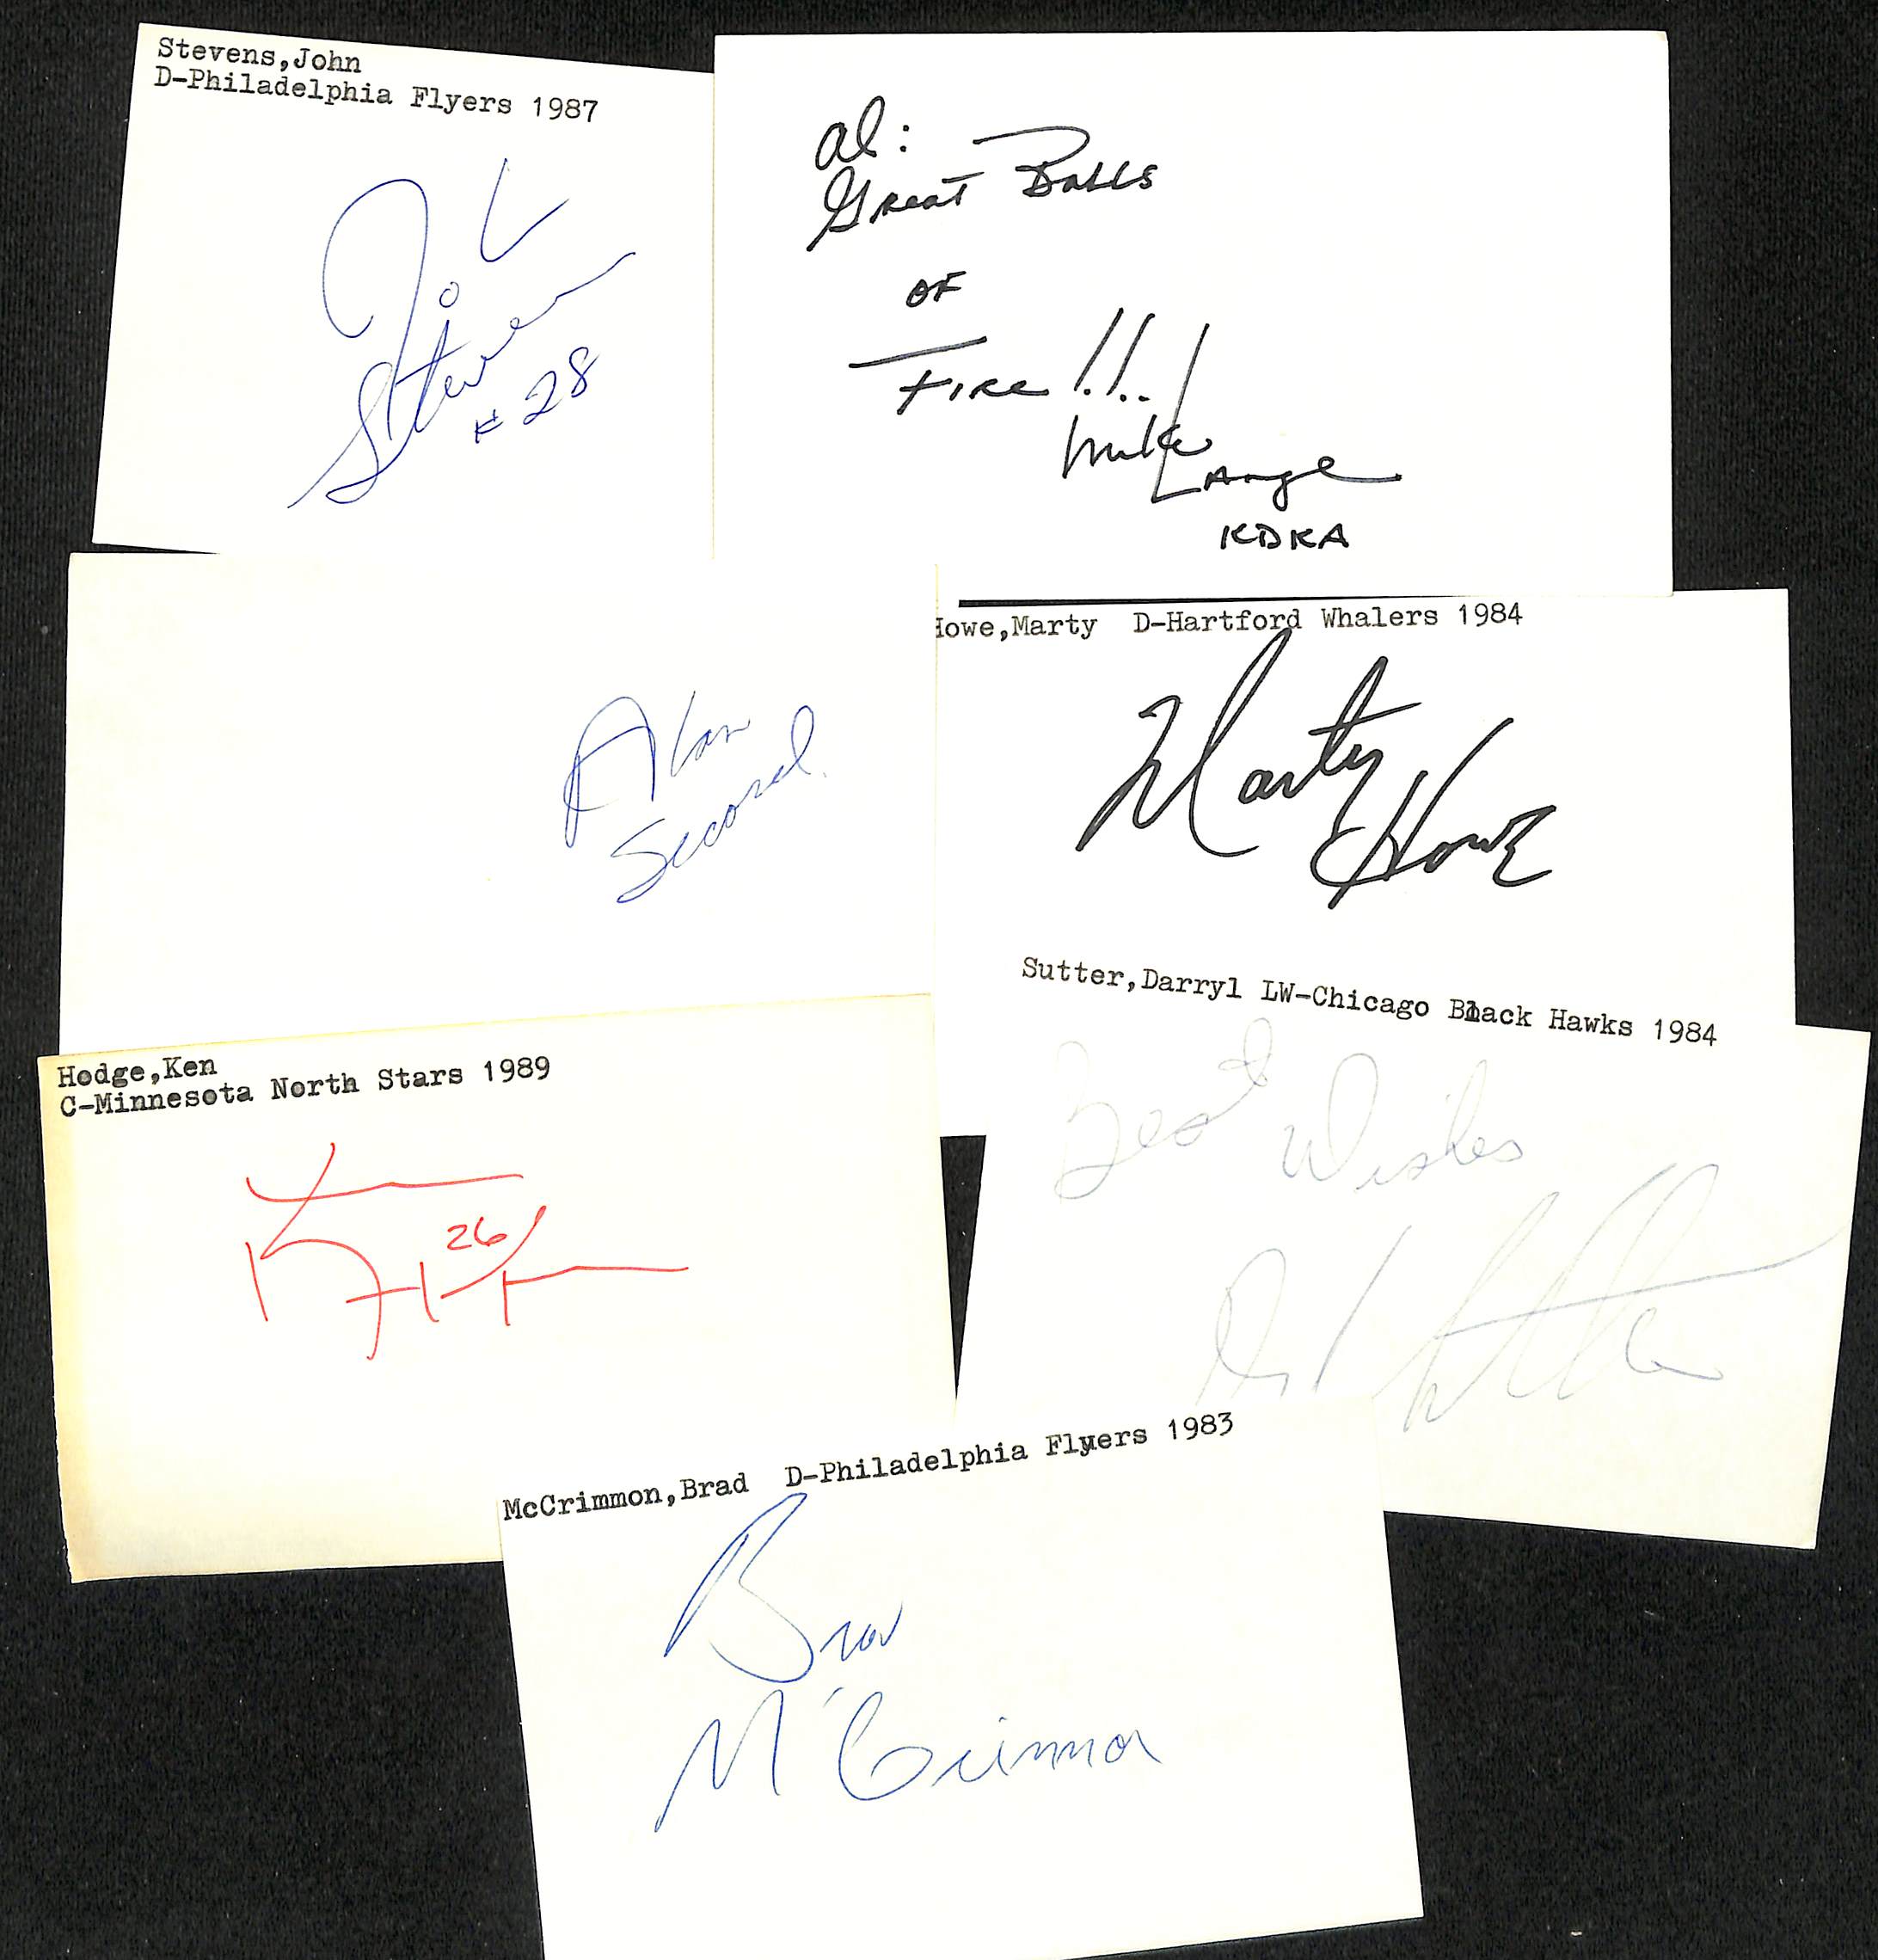 Stevens,John
D-Philadelphia Flyers 1987
Stevens
#28
al:
Great Balls
OF
Fire !!..
Mike
Lange
KDKA
Alan
Secord
Howe,Marty D-Hartford Whalers 1984
Marty
Howe
Sutter,Darryl LW-Chicago Black Hawks 1984
Best Wishes
Sutter
Hodge,Ken
C-Minnesota North Stars 1989
26
McCrimmon,Brad D-Philadelphia Flyers 1983
Brad
McCrimmon